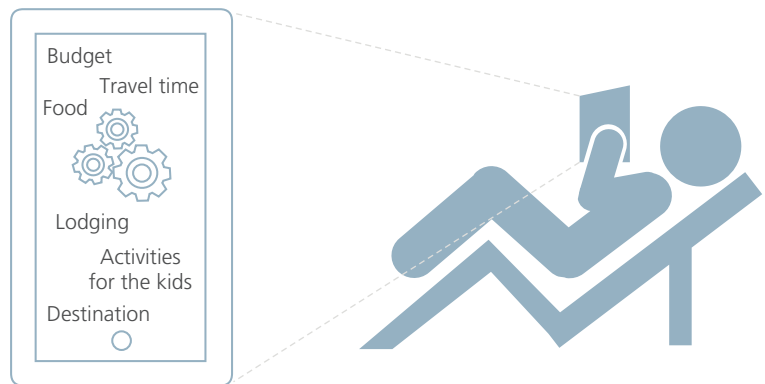 Budget
Travel time
Food
Lodging
Activities
for the kids
Destination